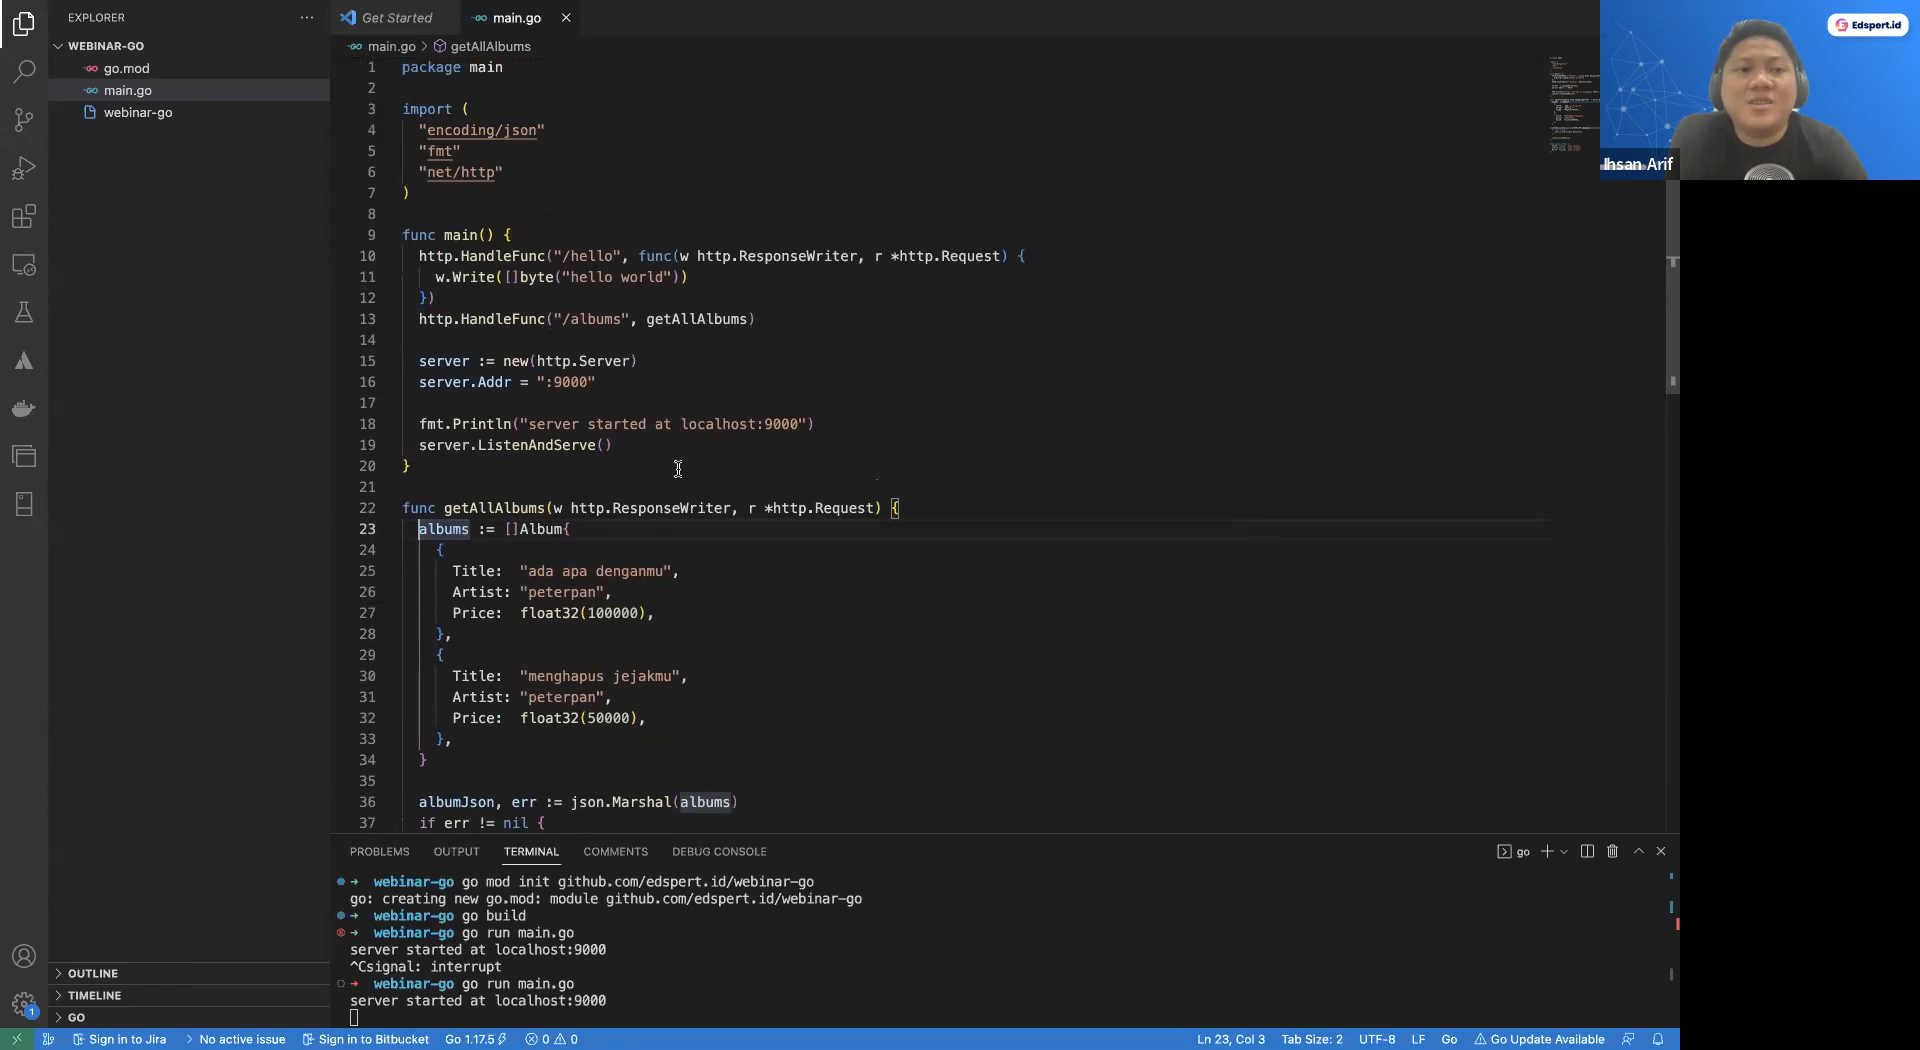 EXPLORER
WEBINAR-GO
go.mod
main.go
webinar-go
OUTLINE
TIMELINE
GO
Get Started
main.go
main.go > getAllAlbums
1 package main
2
3 import (
4 "encoding/json"
5 "fmt"
6 "net/http"
7 )
8
9 func main() {
10 http.HandleFunc("/hello", func(w http.ResponseWriter, r *http.Request) {
11 w.Write([]byte("hello world"))
12 })
13 http.HandleFunc("/albums", getAllAlbums)
14
15 server := new(http.Server)
16 server.Addr = ":9000"
17
18 fmt.Println("server started at localhost:9000")
19 server.ListenAndServe()
20 }
21
22 func getAllAlbums(w http.ResponseWriter, r *http.Request) {
23 albums := []Album{
24 {
25 Title: "ada apa denganmu",
26 Artist: "peterpan",
27 Price: float32(100000),
28 },
29 {
30 Title: "menghapus jejakmu",
31 Artist: "peterpan",
32 Price: float32(50000),
33 },
34 }
35
36 albumJson, err := json.Marshal(albums)
37 if err != nil {
PROBLEMS OUTPUT TERMINAL COMMENTS DEBUG CONSOLE
go
➜ webinar-go go mod init github.com/edspert.id/webinar-go
go: creating new go.mod: module github.com/edspert.id/webinar-go
➜ webinar-go go build
➜ webinar-go go run main.go
server started at localhost:9000
^Csignal: interrupt
➜ webinar-go go run main.go
server started at localhost:9000
1
Sign in to Jira
No active issue
Sign in to Bitbucket
Go 1.17.5
0 0
Ln 23, Col 3
Tab Size: 2
UTF-8
LF
Go
Go Update Available
Edspert.id
Ihsan Arif